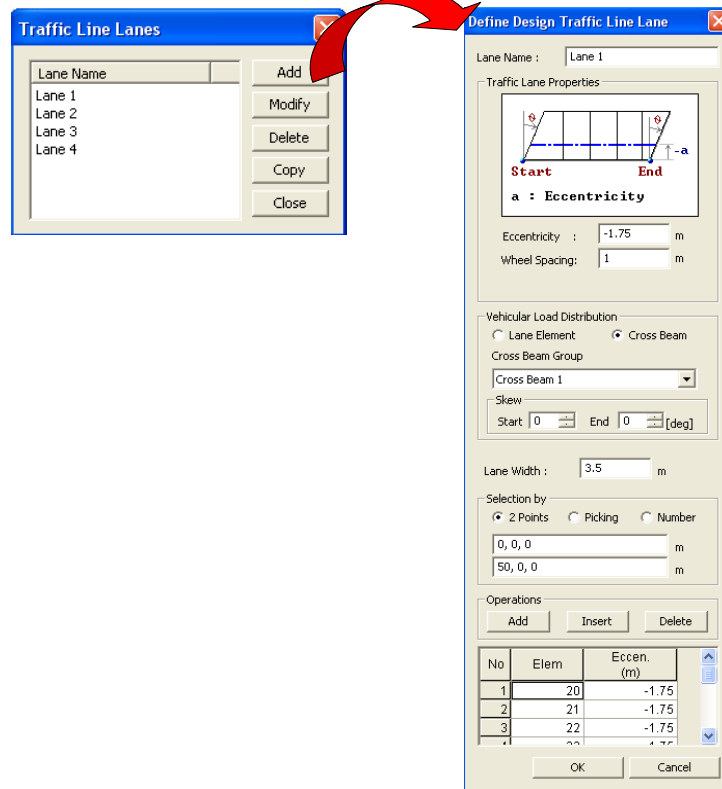 Traffic Line Lanes
Lane Name
Lane 1
Lane 2
Lane 3
Lane 4
Add
Modify
Delete
Copy
Close
Define Design Traffic Line Lane
Lane Name : Lane 1
Traffic Lane Properties
θ θ
-a
Start End
a : Eccentricity
Eccentricity : -1.75 m
Wheel Spacing: 1 m
Vehicular Load Distribution
Lane Element Cross Beam
Cross Beam Group
Cross Beam 1
Skew
Start 0 End 0 [deg]
Lane Width : 3.5 m
Selection by
2 Points Picking Number
0, 0, 0 m
50, 0, 0 m
Operations
Add Insert Delete
No Elem Eccen. (m)
1 20 -1.75
2 21 -1.75
3 22 -1.75
OK Cancel